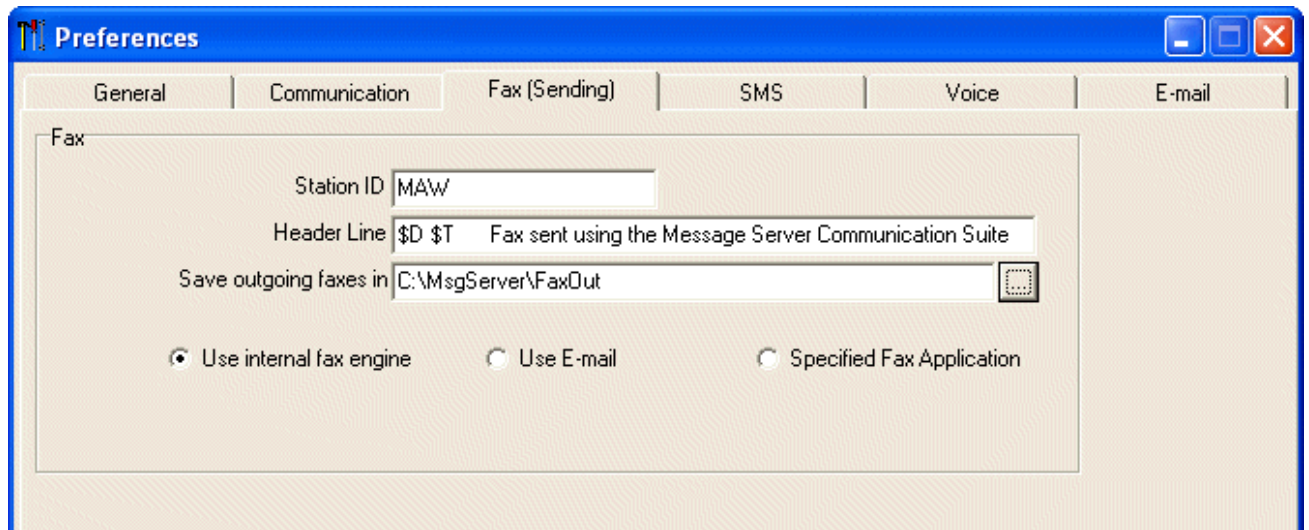 Preferences
General Communication Fax (Sending) SMS Voice E-mail
Fax
Station ID MAW
Header Line $D $T Fax sent using the Message Server Communication Suite
Save outgoing faxes in C:\MsgServer\FaxOut ...
Use internal fax engine Use E-mail Specified Fax Application